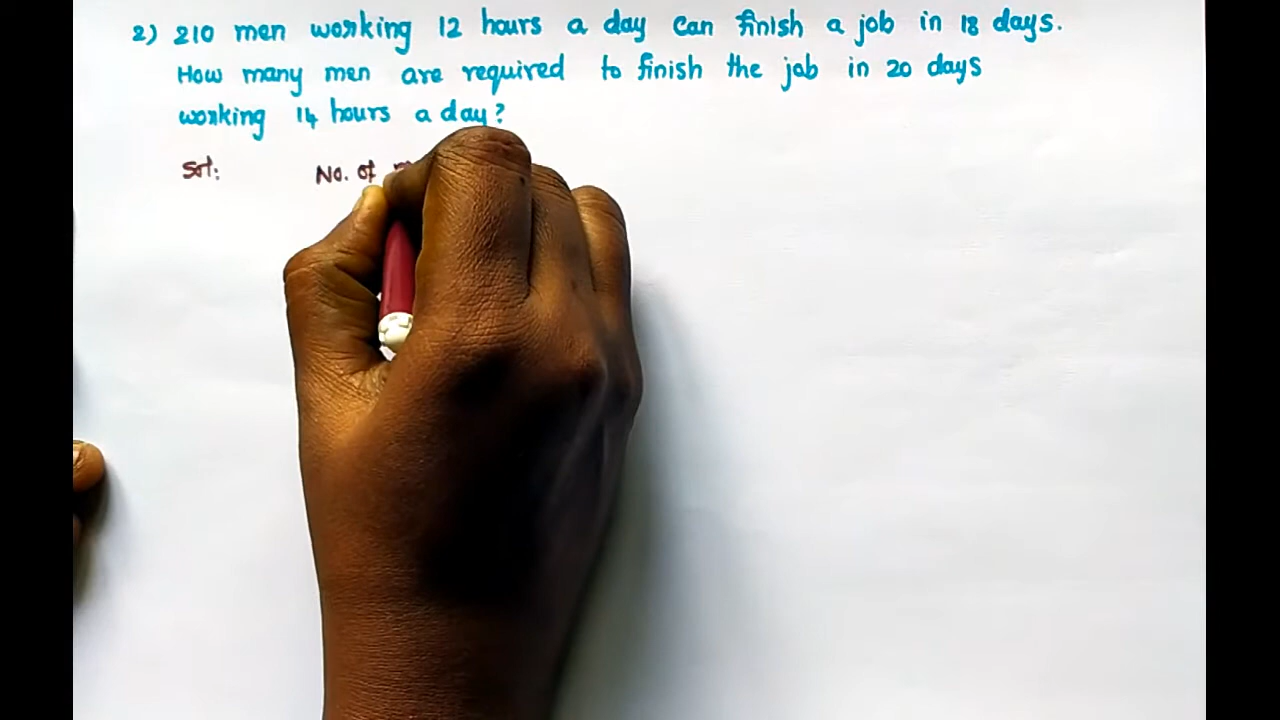 2) 210 men working 12 hours a day can finish a job in 18 days.
How many men are required to finish the job in 20 days
working 14 hours a day?
Sol: No. of